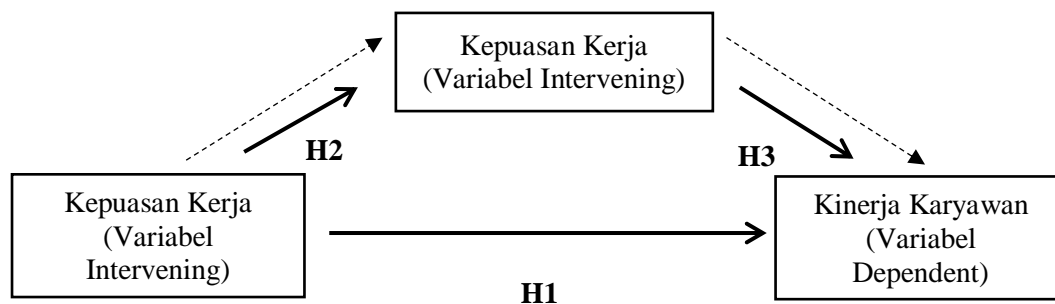 Kepuasan Kerja
(Variabel Intervening)
H2
H3
Kepuasan Kerja
(Variabel
Intervening)
Kinerja Karyawan
(Variabel
Dependent)
H1